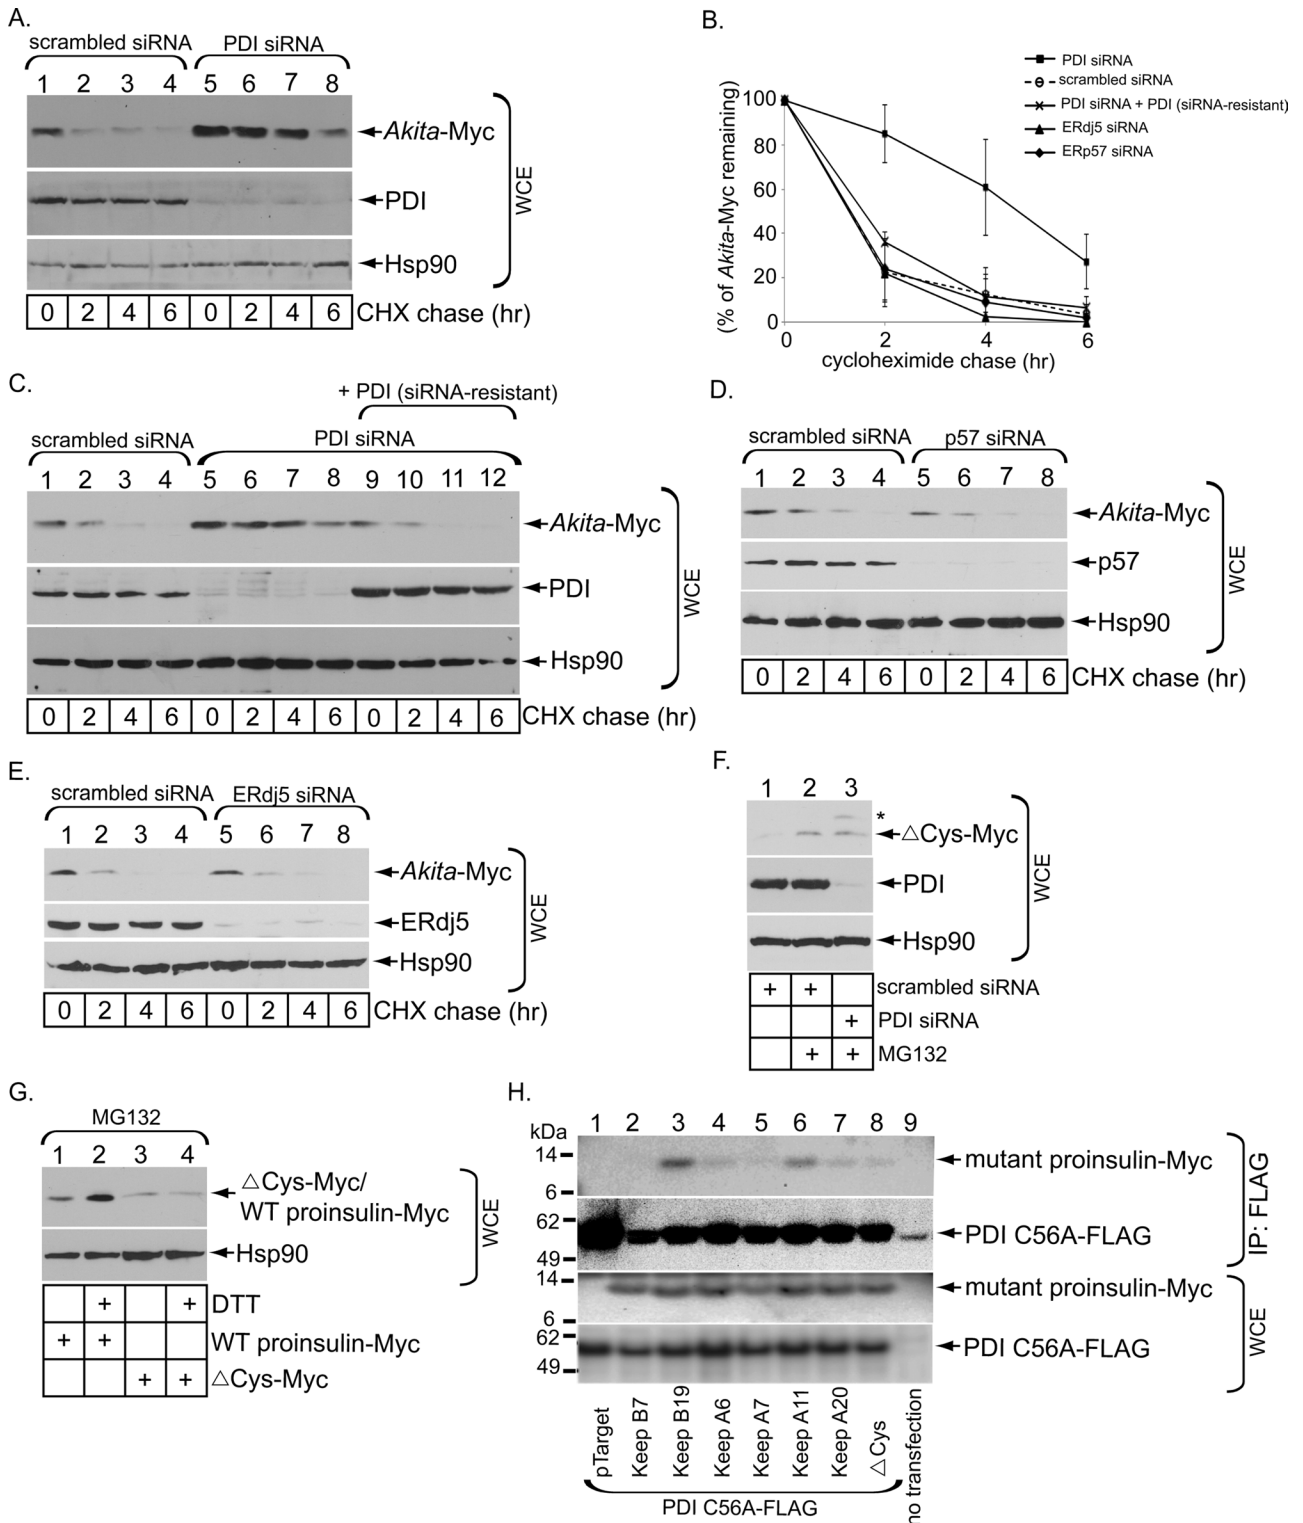 A.
scrambled siRNA PDI siRNA
1 2 3 4 5 6 7 8
Akita-Myc
PDI
Hsp90
WCE
0 2 4 6 0 2 4 6 CHX chase (hr)
B.
(% of Akita-Myc remaining)
100
80
60
40
20
0
0 2 4 6
cycloheximide chase (hr)
PDI siRNA
scrambled siRNA
PDI siRNA + PDI (siRNA-resistant)
ERdj5 siRNA
ERp57 siRNA
C.
+ PDI (siRNA-resistant)
scrambled siRNA PDI siRNA
1 2 3 4 5 6 7 8 9 10 11 12
Akita-Myc
PDI
Hsp90
WCE
0 2 4 6 0 2 4 6 0 2 4 6 CHX chase (hr)
D.
scrambled siRNA p57 siRNA
1 2 3 4 5 6 7 8
Akita-Myc
p57
Hsp90
WCE
0 2 4 6 0 2 4 6 CHX chase (hr)
E.
scrambled siRNA ERdj5 siRNA
1 2 3 4 5 6 7 8
Akita-Myc
ERdj5
Hsp90
WCE
0 2 4 6 0 2 4 6 CHX chase (hr)
F.
1 2 3
*
△Cys-Myc
PDI
Hsp90
WCE
+ + scrambled siRNA
+ PDI siRNA
+ + MG132
G.
MG132
1 2 3 4
△Cys-Myc/
WT proinsulin-Myc
Hsp90
WCE
+ + DTT
+ + WT proinsulin-Myc
+ + △Cys-Myc
H.
1 2 3 4 5 6 7 8 9
kDa
14
6
mutant proinsulin-Myc
62
49
PDI C56A-FLAG
IP: FLAG
14
6
mutant proinsulin-Myc
62
49
PDI C56A-FLAG
WCE
pTarget
Keep B7
Keep B19
Keep A6
Keep A7
Keep A11
Keep A20
△Cys
no transfection
PDI C56A-FLAG